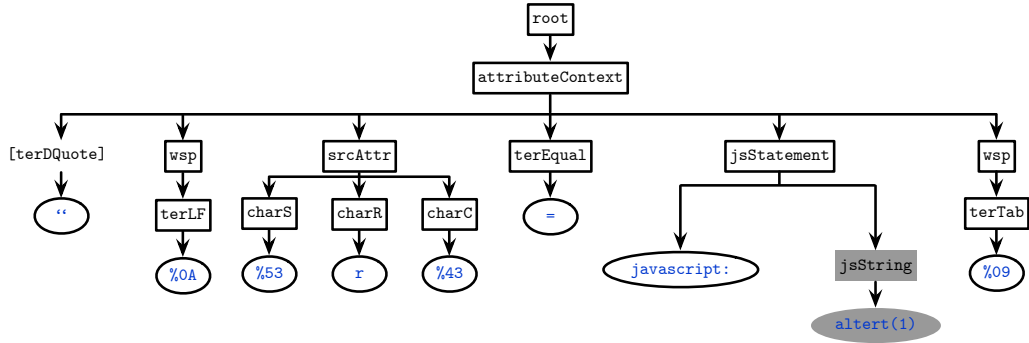 root
attributeContext
[terDQuote] wsp srcAttr terEqual jsStatement wsp
“ terLF charS charR charC = terTab
%0A %53 r %43 javascript: jsString %09
altert(1)